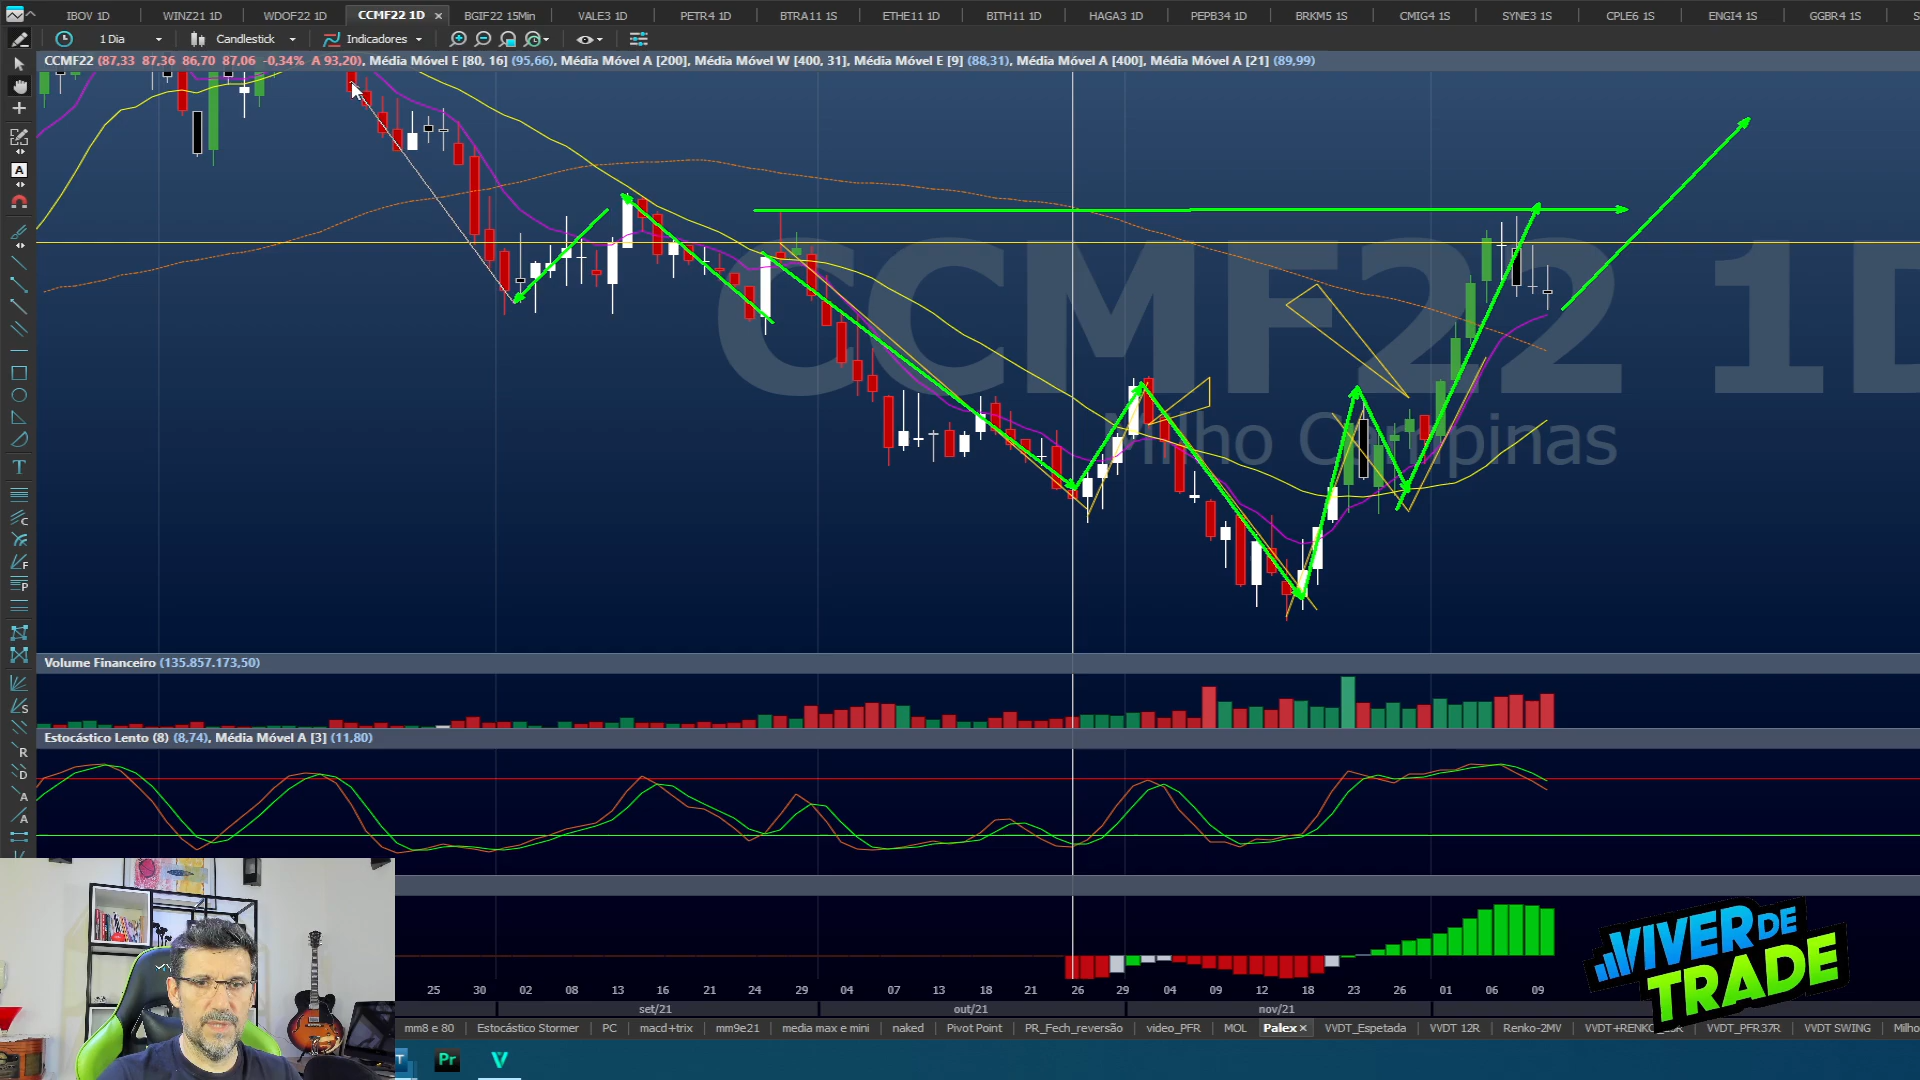 IBOV 1D WINZ21 1D WDOF22 1D CCMF22 1D × BGIF22 15Min VALE3 1D PETR4 1D BTRA11 1S ETHE11 1D BITH11 1D HAGA3 1D PEPB34 1D BRKM5 1S CMIG4 1S SYNE3 1S CPLE6 1S ENGI4 1S GGBR4 1S
1 Dia Candlestick Indicadores
CCMF22 (87,33 87,36 86,70 87,06 -0,34% A 93,20), Média Móvel E [80, 16] (95,66), Média Móvel A [200], Média Móvel W [400, 31], Média Móvel E [9] (88,31), Média Móvel A [400], Média Móvel A [21] (89,99)
CCMF22 1D
Milho Campinas
Volume Financeiro (135.857.173,50)
Estocástico Lento (8) (8,74), Média Móvel A [3] (11,80)
VIVER DE
TRADE
25 30 02 08 13 16 21 24 29 04 07 13 18 21 26 29 04 09 12 18 23 26 01 06 09
set/21 out/21 nov/21
mm8 e 80 Estocástico Stormer PC macd+trix mm9e21 media max e mini naked Pivot Point PR_Fech_reversão video_PFR MOL Palex × VVDT_Espetada VVDT 12R Renko-2MV VVDT_PFR37R VVDT SWING Milho
T Pr V